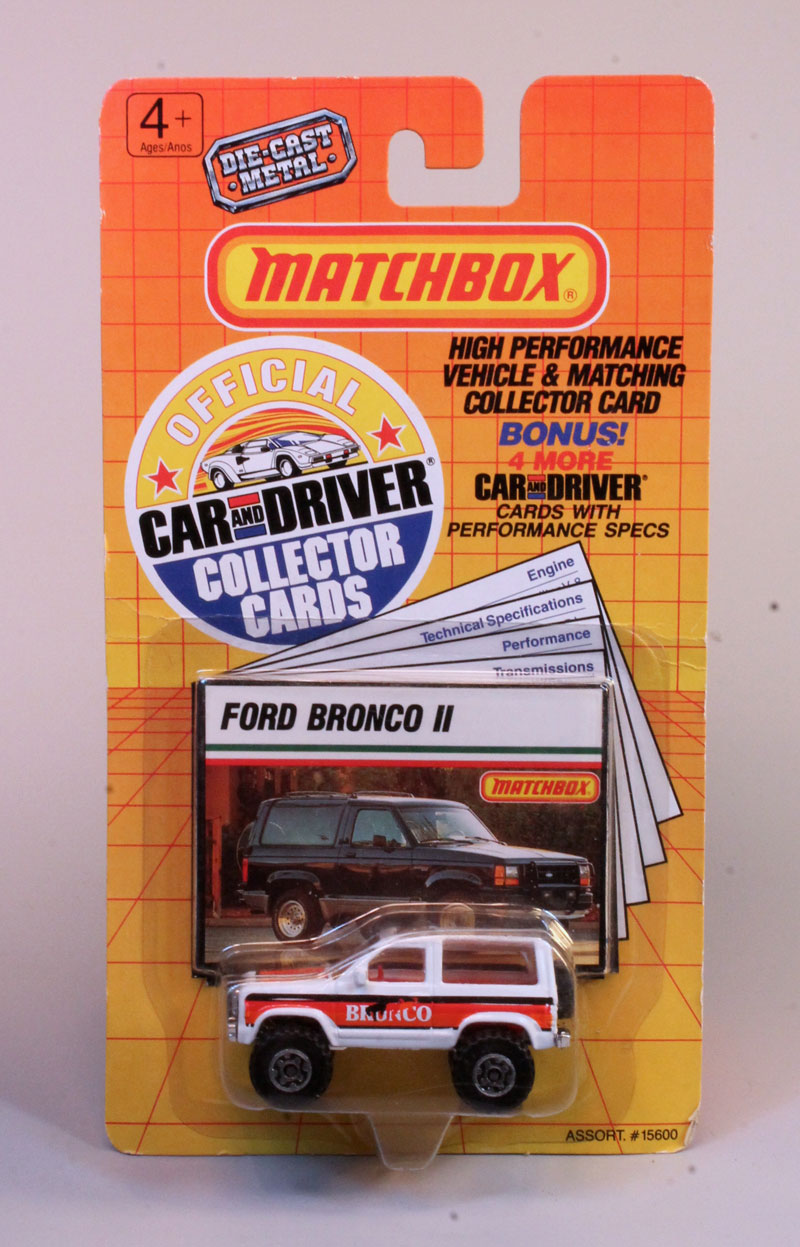 4+
Ages/Anos
DIE-CAST
METAL
MATCHBOX®
OFFICIAL
CAR AND DRIVER®
COLLECTOR
CARDS
HIGH PERFORMANCE
VEHICLE & MATCHING
COLLECTOR CARD
BONUS!
4 MORE
CAR AND DRIVER®
CARDS WITH
PERFORMANCE SPECS
Engine
Technical Specifications
Performance
Transmissions
FORD BRONCO II
MATCHBOX
BRONCO
ASSORT. #15600